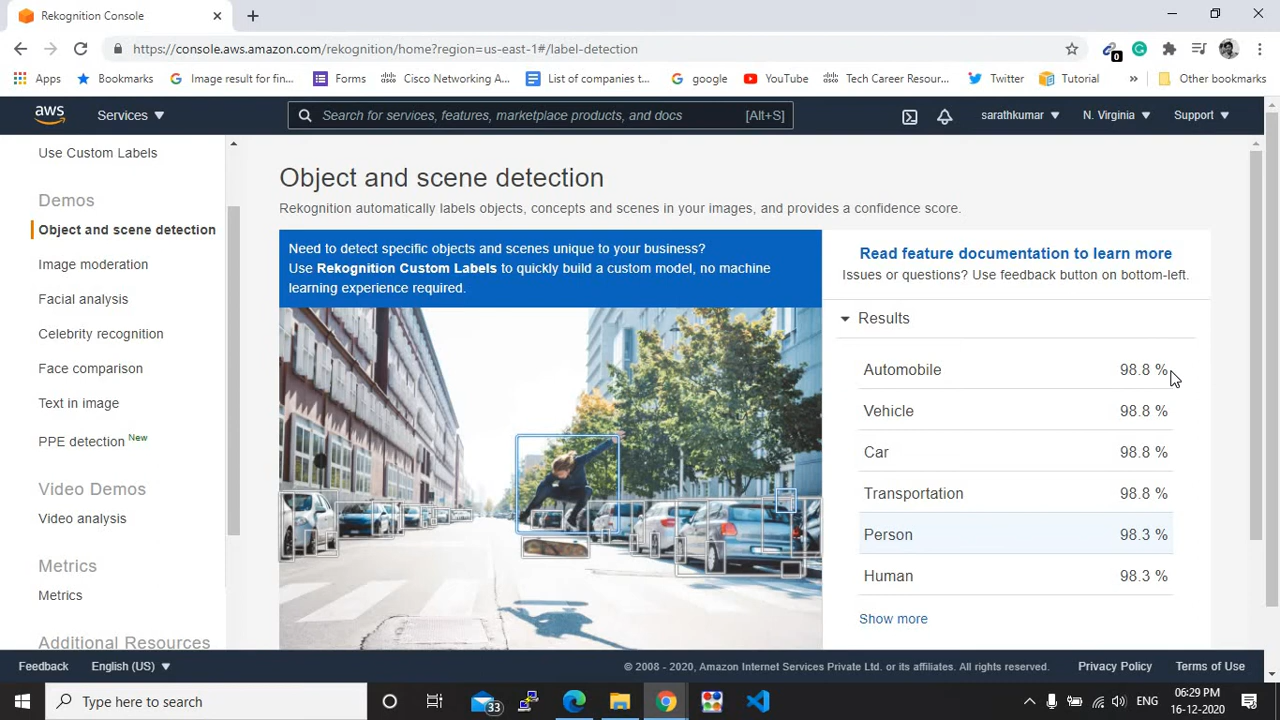 Rekognition Console
https://console.aws.amazon.com/rekognition/home?region=us-east-1#/label-detection
0
Apps
Bookmarks
Image result for fin...
Forms
Cisco Networking A...
List of companies t...
google
YouTube
Tech Career Resour...
Twitter
Tutorial
»
Other bookmarks
aws
Services
Search for services, features, marketplace products, and docs
[Alt+S]
sarathkumar
N. Virginia
Support
Use Custom Labels
Demos
Object and scene detection
Image moderation
Facial analysis
Celebrity recognition
Face comparison
Text in image
PPE detection New
Video Demos
Video analysis
Metrics
Metrics
Additional Resources
Object and scene detection
Rekognition automatically labels objects, concepts and scenes in your images, and provides a confidence score.
Need to detect specific objects and scenes unique to your business?
Use Rekognition Custom Labels to quickly build a custom model, no machine
learning experience required.
Read feature documentation to learn more
Issues or questions? Use feedback button on bottom-left.
Results
Automobile 98.8 %
Vehicle 98.8 %
Car 98.8 %
Transportation 98.8 %
Person 98.3 %
Human 98.3 %
Show more
Feedback
English (US)
© 2008 - 2020, Amazon Internet Services Private Ltd. or its affiliates. All rights reserved.
Privacy Policy
Terms of Use
Type here to search
33
ENG
06:29 PM
16-12-2020